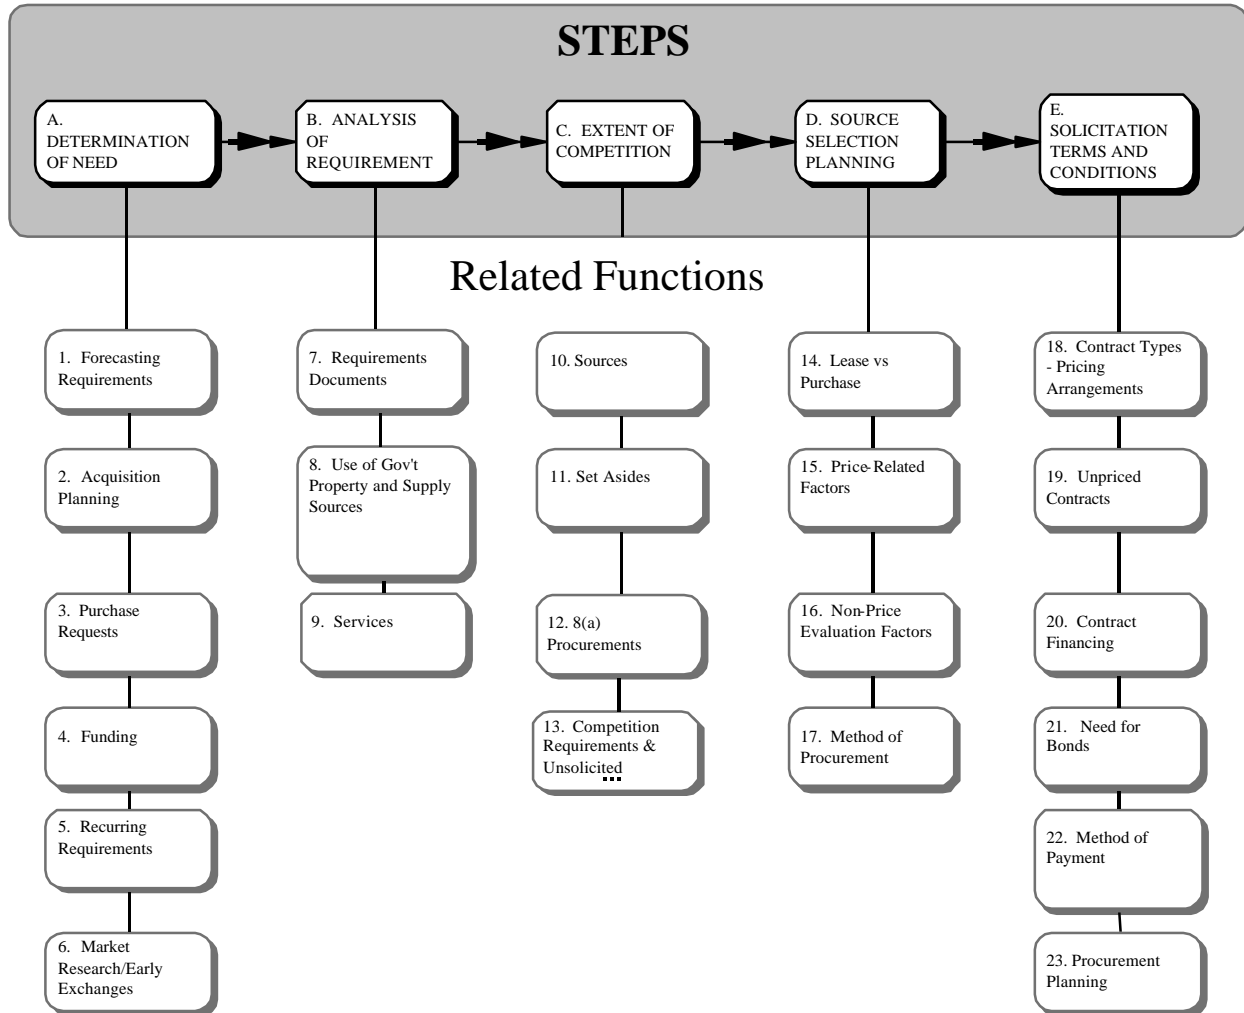 STEPS
A.
DETERMINATION
OF NEED
B. ANALYSIS
OF
REQUIREMENT
C. EXTENT OF
COMPETITION
D. SOURCE
SELECTION
PLANNING
E.
SOLICITATION
TERMS AND
CONDITIONS
Related Functions
1. Forecasting
Requirements
2. Acquisition
Planning
3. Purchase
Requests
4. Funding
5. Recurring
Requirements
6. Market
Research/Early
Exchanges
7. Requirements
Documents
8. Use of Gov't
Property and Supply
Sources
9. Services
10. Sources
11. Set Asides
12. 8(a)
Procurements
13. Competition
Requirements &
Unsolicited
...
14. Lease vs
Purchase
15. Price-Related
Factors
16. Non-Price
Evaluation Factors
17. Method of
Procurement
18. Contract Types
- Pricing
Arrangements
19. Unpriced
Contracts
20. Contract
Financing
21. Need for
Bonds
22. Method of
Payment
23. Procurement
Planning